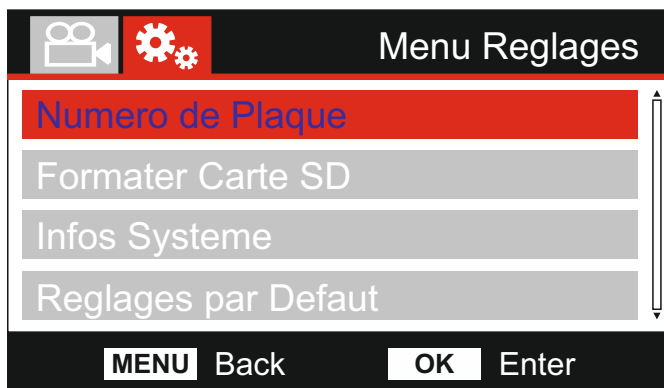 Menu Reglages
Numero de Plaque
Formater Carte SD
Infos Systeme
Reglages par Defaut
MENU Back OK Enter